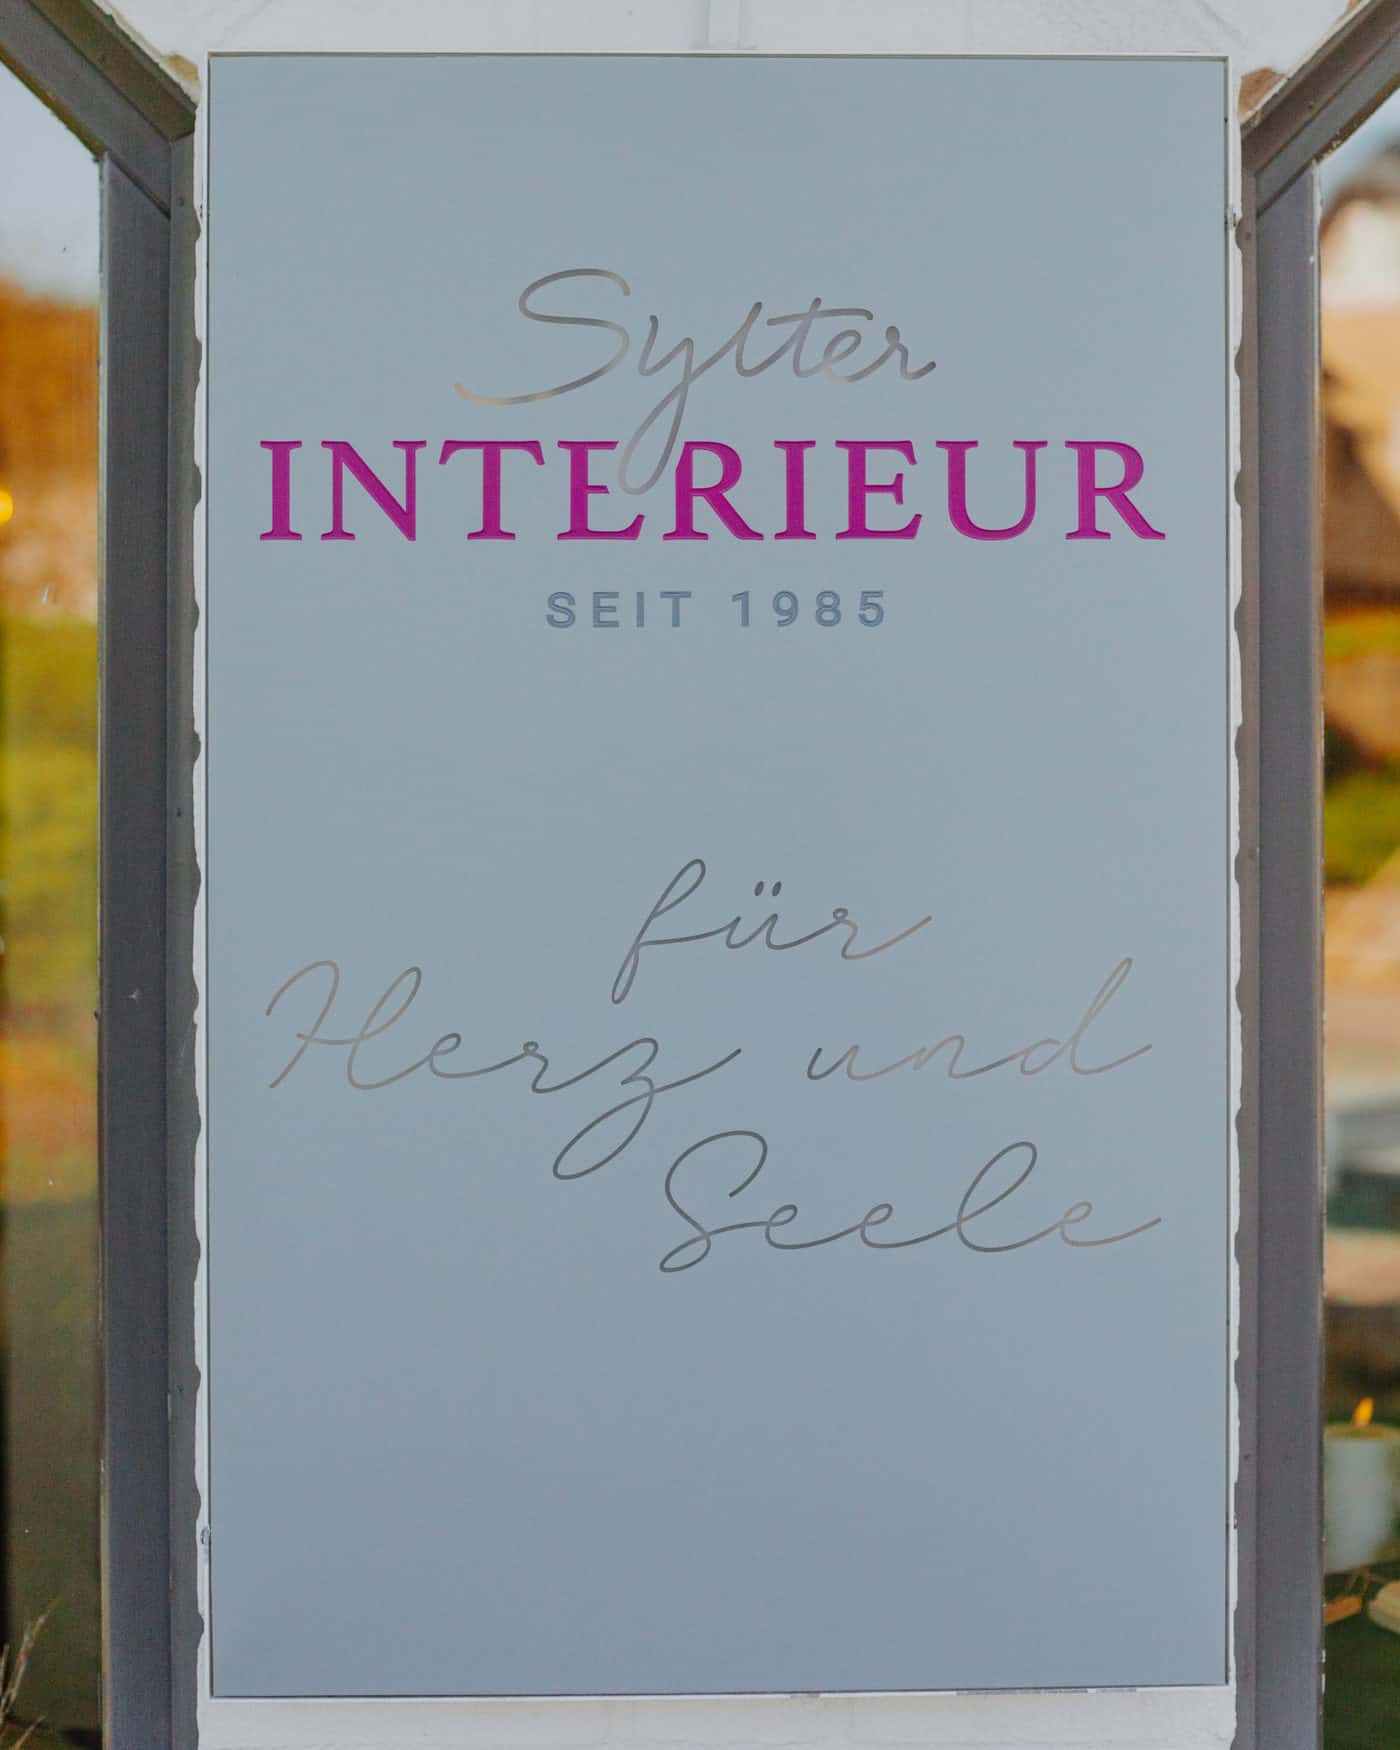 Sylter
INTERIEUR
SEIT 1985
für
Herz und
Seele